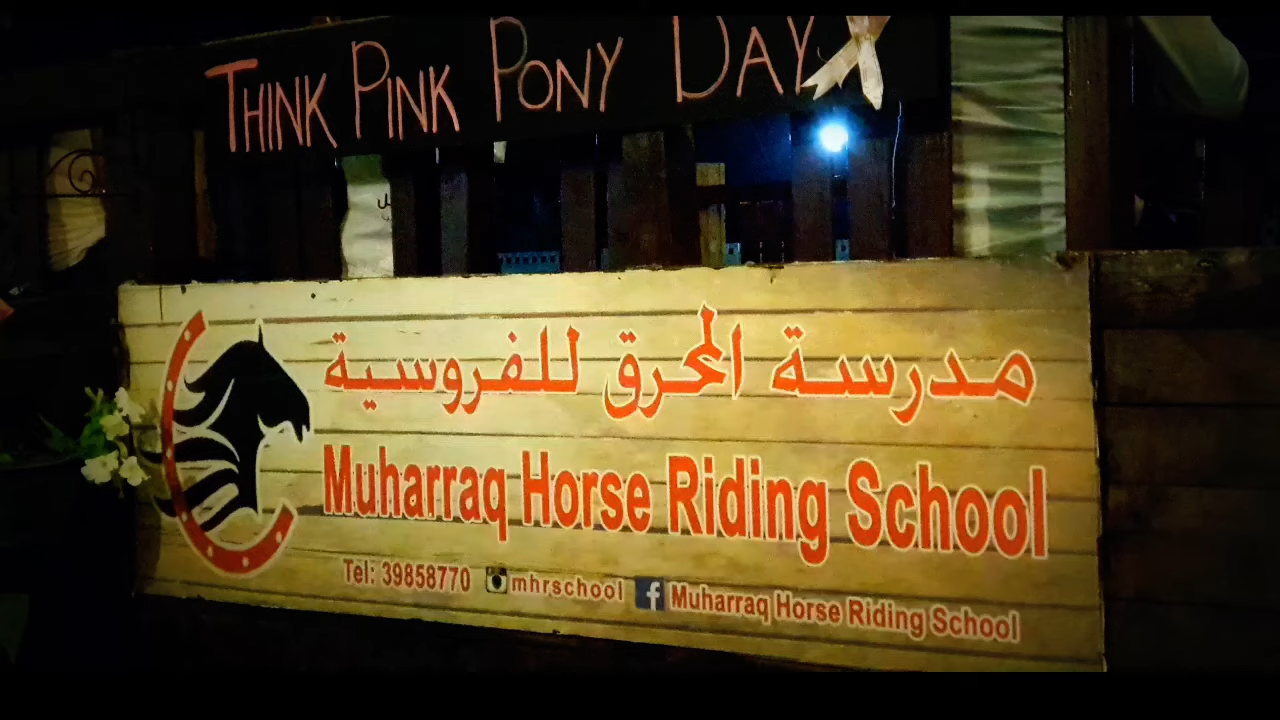 THINK PINK PONY DAY
مدرسة المحرق للفروسية
Muharraq Horse Riding School
Tel: 39858770 mhrschool Muharraq Horse Riding School